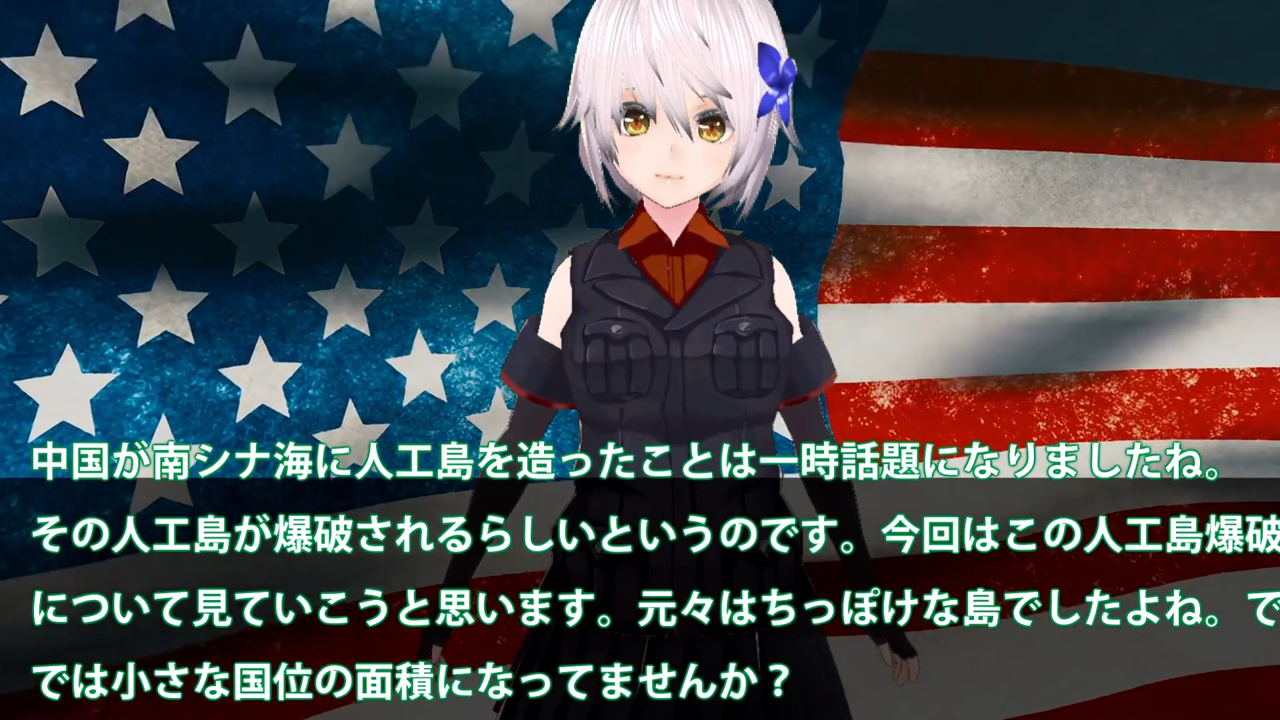 中国が南シナ海に人工島を造ったことは一時話題になりましたね。
その人工島が爆破されるらしいというのです。今回はこの人工島爆破
について見ていこうと思います。元々はちっぽけな島でしたよね。で
では小さな国位の面積になってませんか？